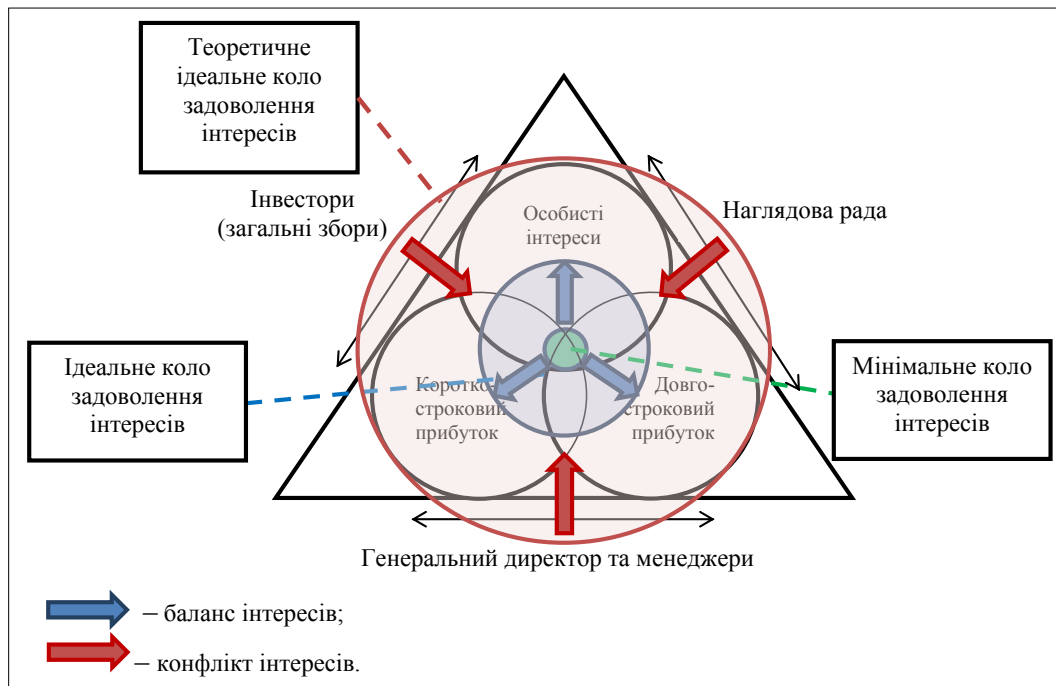 Теоретичне
ідеальне коло
задоволення
інтересів
Інвестори
(загальні збори)
Наглядова рада
Особисті
інтереси
Ідеальне коло
задоволення
інтересів
Коротко-
строковий
прибуток
Довго-
строковий
прибуток
Мінімальне коло
задоволення
інтересів
Генеральний директор та менеджери
– баланс інтересів;
– конфлікт інтересів.